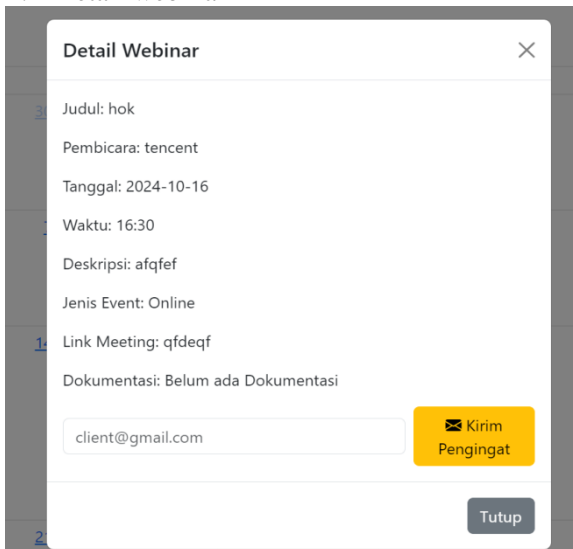 Detail Webinar
Judul: hok
Pembicara: tencent
Tanggal: 2024-10-16
Waktu: 16:30
Deskripsi: afqfef
Jenis Event: Online
Link Meeting: qfdeqf
Dokumentasi: Belum ada Dokumentasi
client@gmail.com
Kirim
Pengingat
Tutup